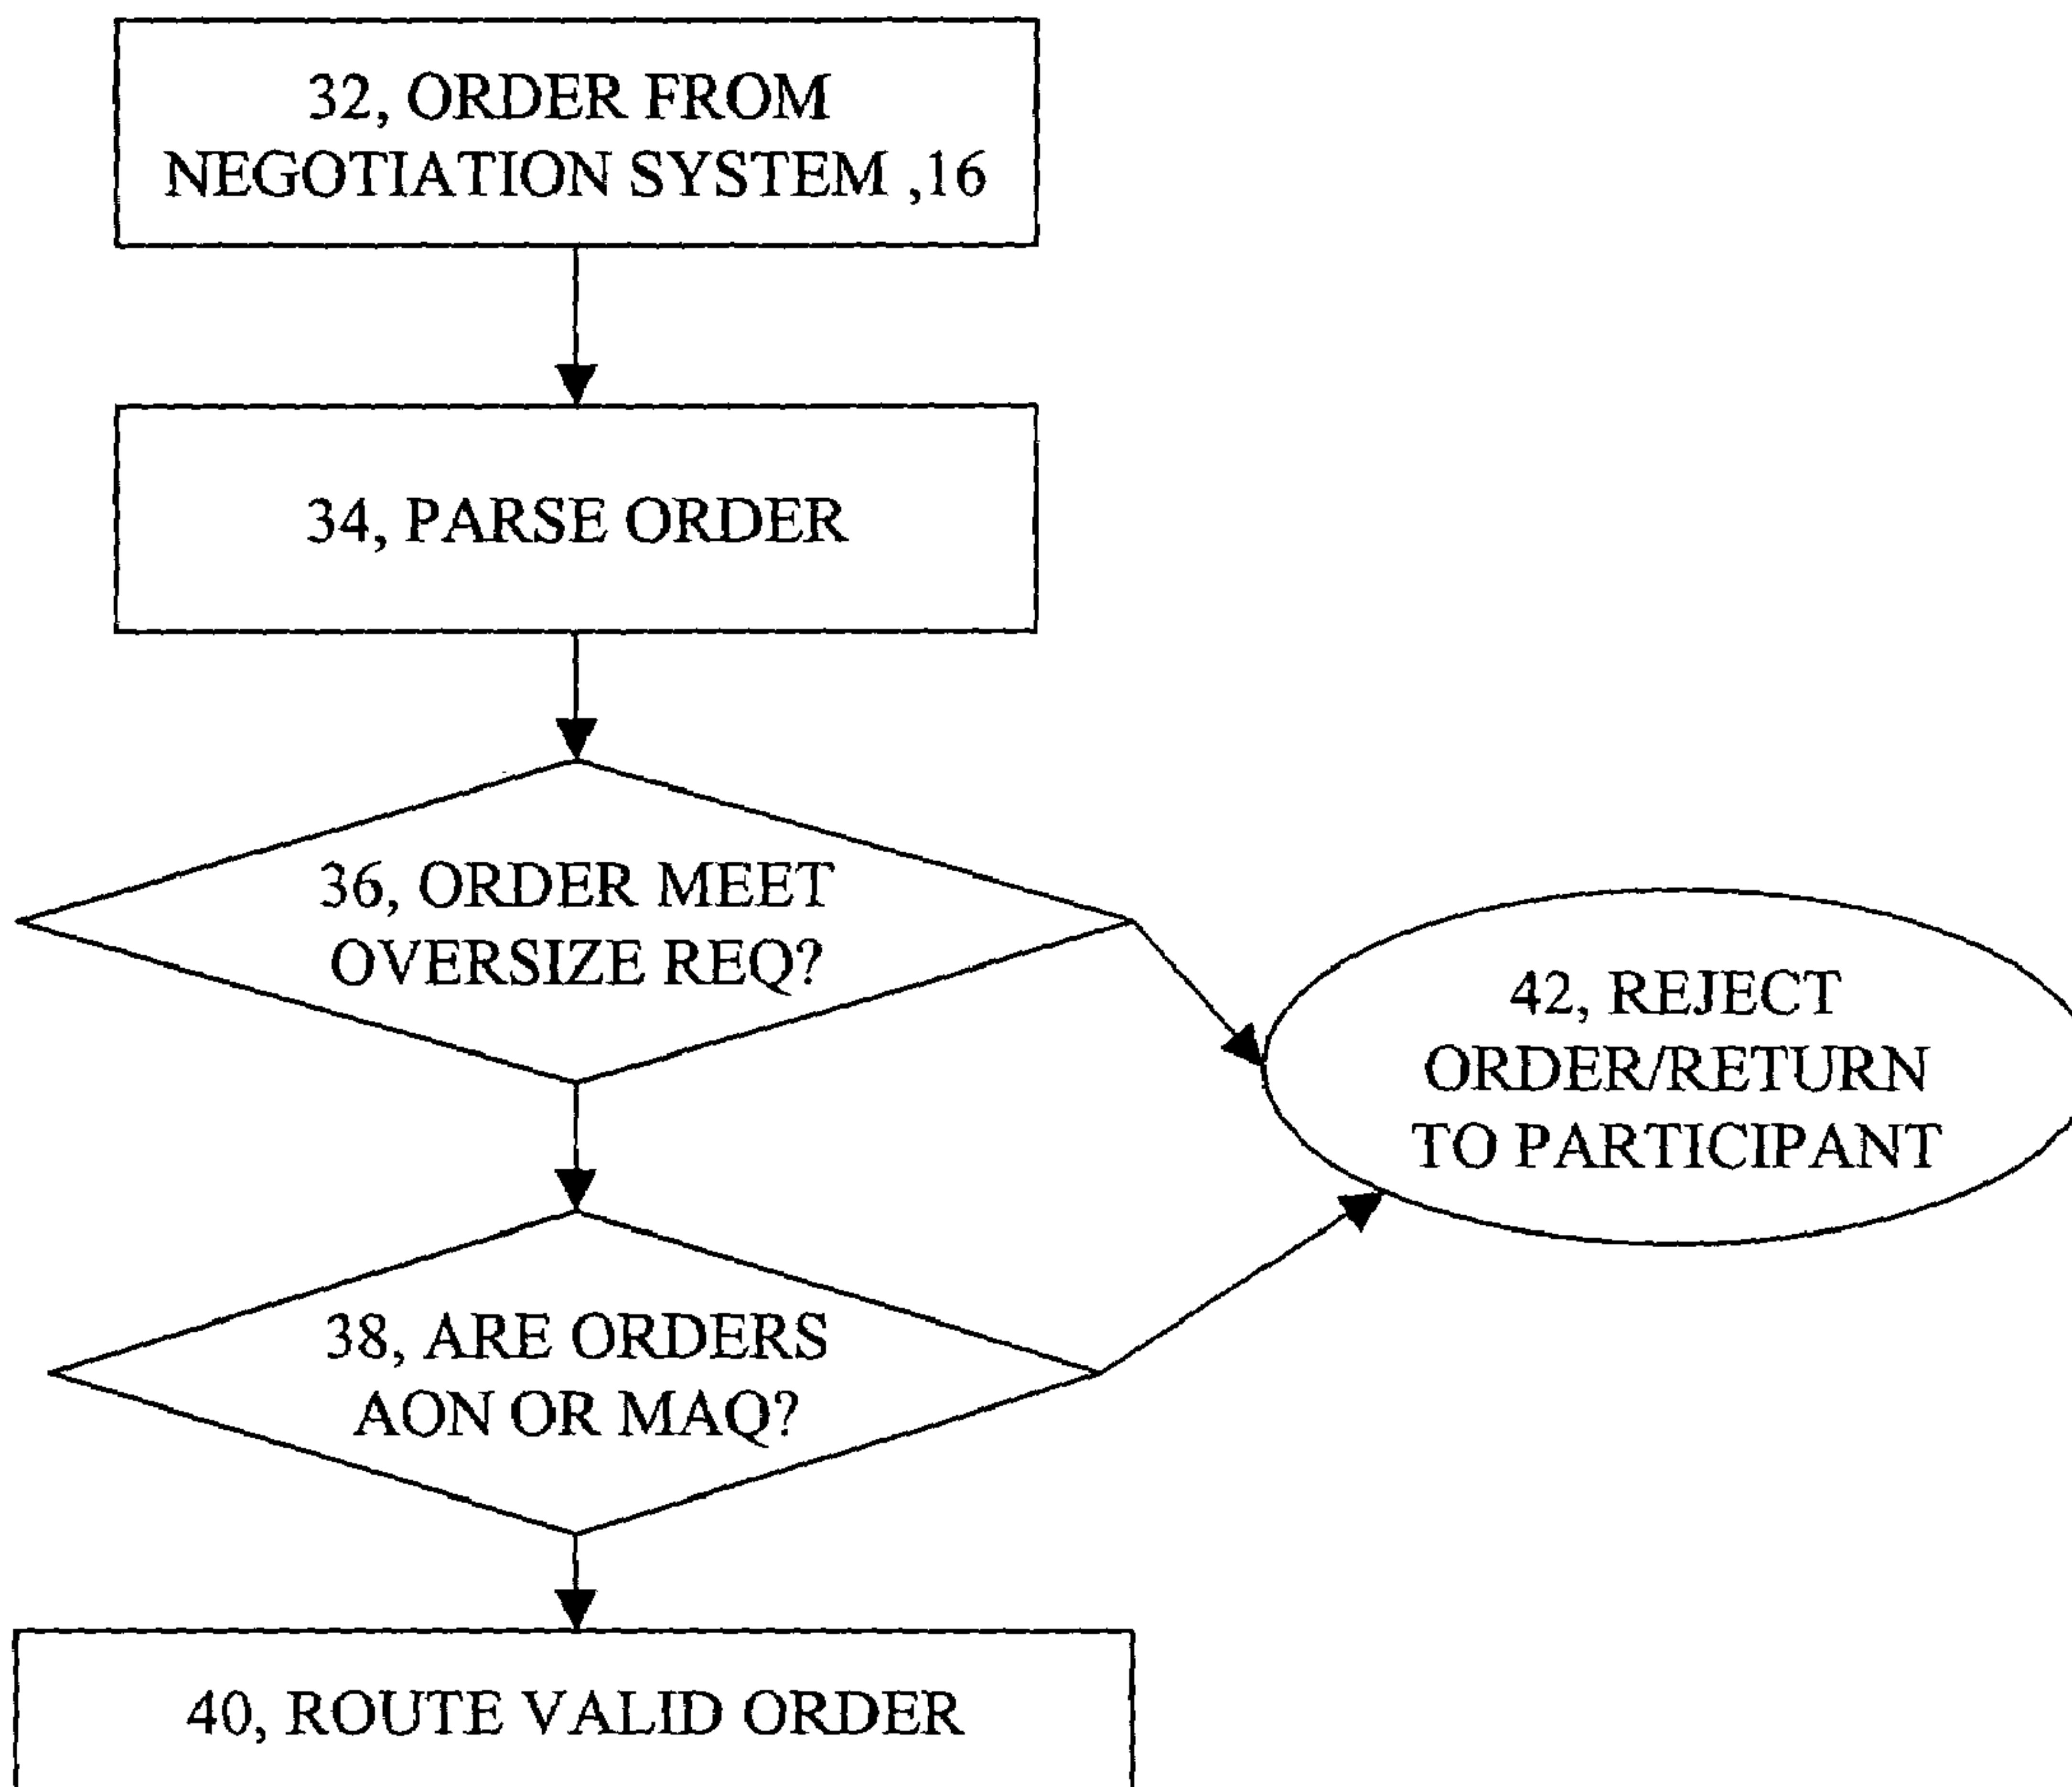 32, ORDER FROM
NEGOTIATION SYSTEM ,16
34, PARSE ORDER
36, ORDER MEET
OVERSIZE REQ?
42, REJECT
ORDER/RETURN
TO PARTICIPANT
38, ARE ORDERS
AON OR MAQ?
40, ROUTE VALID ORDER